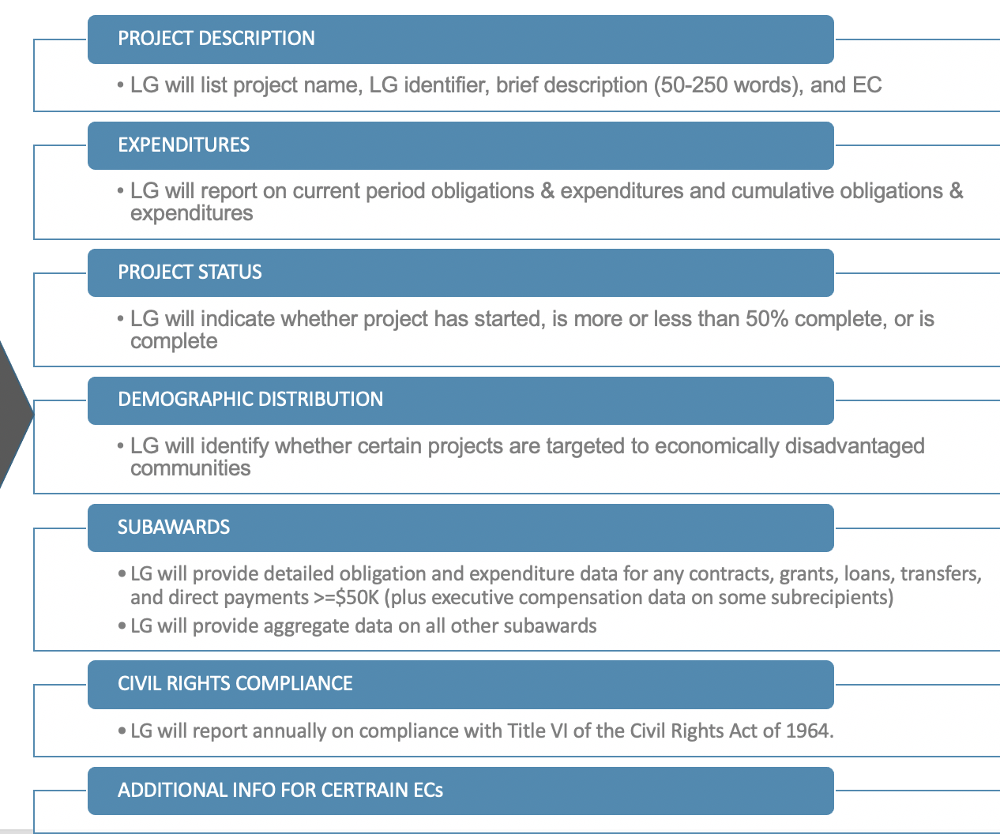 PROJECT DESCRIPTION
• LG will list project name, LG identifier, brief description (50-250 words), and EC
EXPENDITURES
• LG will report on current period obligations & expenditures and cumulative obligations &
expenditures
PROJECT STATUS
• LG will indicate whether project has started, is more or less than 50% complete, or is
complete
DEMOGRAPHIC DISTRIBUTION
• LG will identify whether certain projects are targeted to economically disadvantaged
communities
SUBAWARDS
• LG will provide detailed obligation and expenditure data for any contracts, grants, loans, transfers,
and direct payments >=$50K (plus executive compensation data on some subrecipients)
• LG will provide aggregate data on all other subawards
CIVIL RIGHTS COMPLIANCE
• LG will report annually on compliance with Title VI of the Civil Rights Act of 1964.
ADDITIONAL INFO FOR CERTRAIN ECs